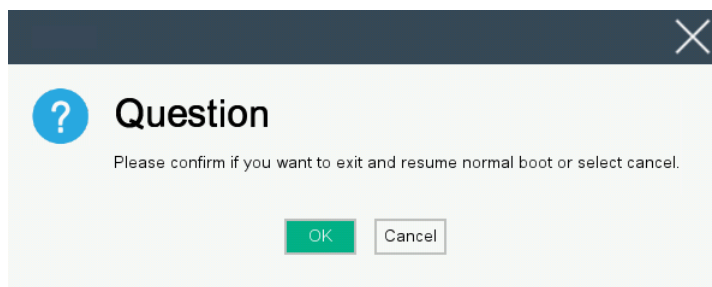 Question
Please confirm if you want to exit and resume normal boot or select cancel.
OK Cancel